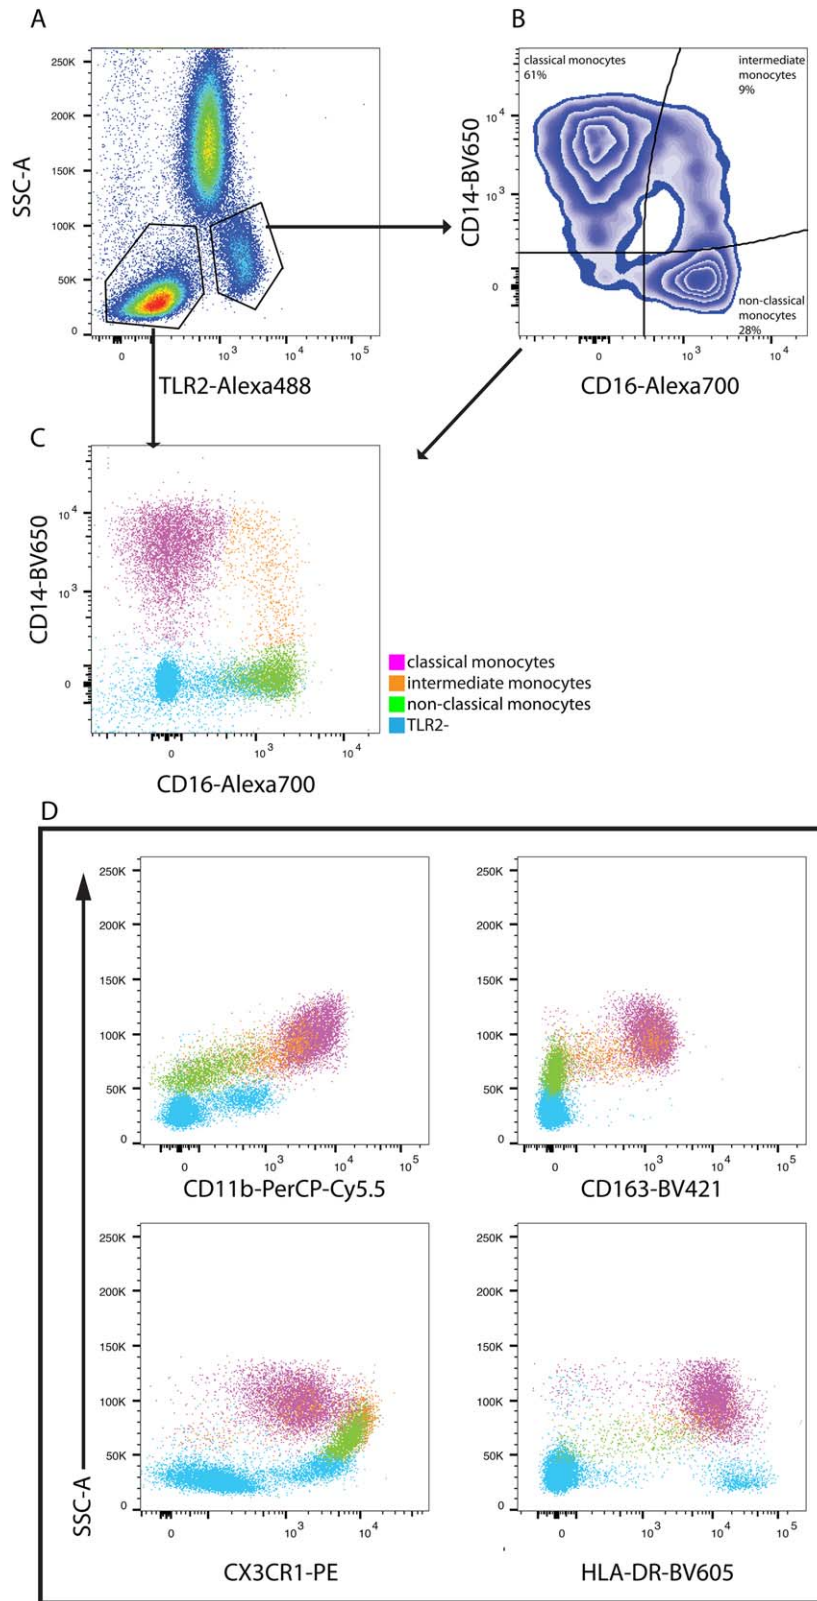 A
250K
200K
150K
100K
50K
0
SSC-A
0 10³ 10⁴ 10⁵
TLR2-Alexa488
B
classical monocytes
61%
intermediate
monocytes
9%
10⁴
10³
0
CD14-BV650
non-classical
monocytes
28%
0 10³ 10⁴
CD16-Alexa700
C
10⁴
10³
0
CD14-BV650
0 10³ 10⁴
CD16-Alexa700
classical monocytes
intermediate monocytes
non-classical monocytes
TLR2-
D
250K
200K
150K
100K
50K
0
0 10³ 10⁴ 10⁵
CD11b-PerCP-Cy5.5
250K
200K
150K
100K
50K
0
0 10³ 10⁴ 10⁵
CD163-BV421
250K
200K
150K
100K
50K
0
0 10³ 10⁴
CX3CR1-PE
250K
200K
150K
100K
50K
0
0 10³ 10⁴ 10⁵
HLA-DR-BV605
SSC-A